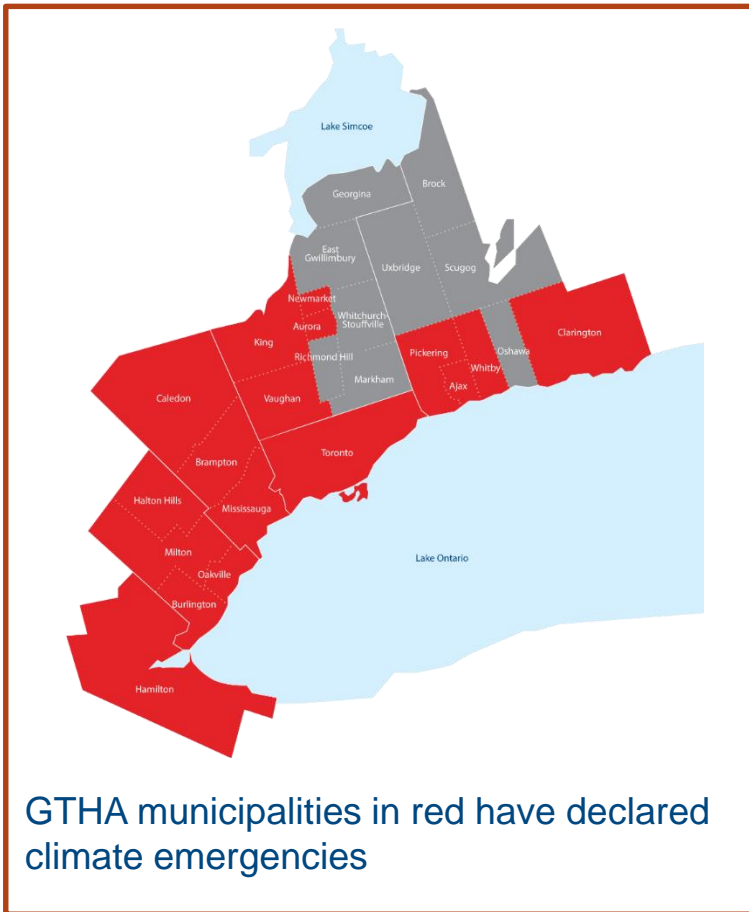 Lake Simcoe
Georgina
Brock
East
Gwillimbury
Uxbridge
Scugog
Newmarket
Whitchurch-
Stouffville
Aurora
King
Richmond Hill
Pickering
Clarington
Oshawa
Markham
Whitby
Ajax
Caledon
Vaughan
Toronto
Brampton
Halton Hills
Mississauga
Milton
Lake Ontario
Oakville
Burlington
Hamilton
GTHA municipalities in red have declared
climate emergencies